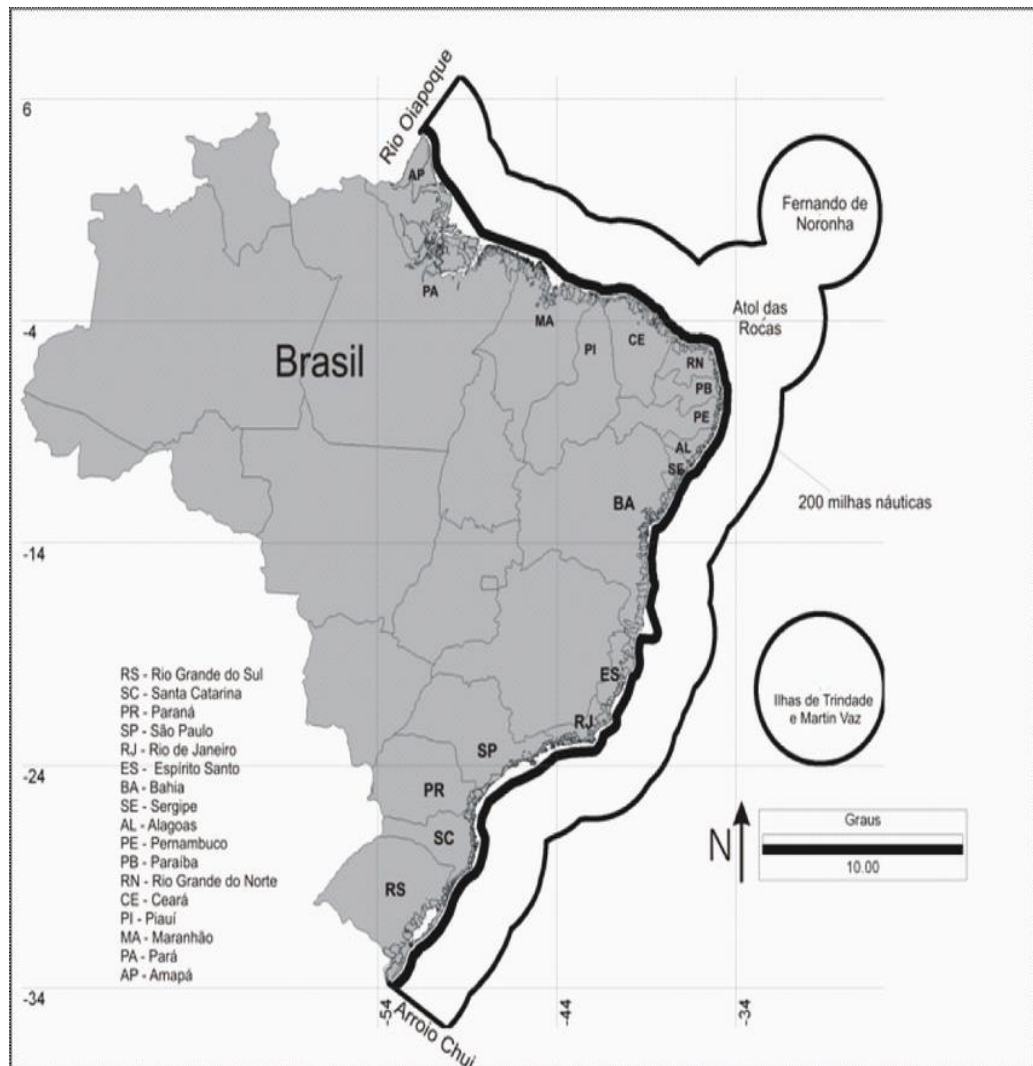 Rio Oiapoque
6
AP
Fernando de
Noronha
PA
Atol das
Rocas
-4
MA
CE
Brasil
PI
RN
PB
PE
AL
SE
BA
200 milhas náuticas
-14
RS - Rio Grande do Sul
SC - Santa Catarina
PR - Paraná
SP - São Paulo
RJ - Rio de Janeiro
ES - Espírito Santo
BA - Bahia
SE - Sergipe
AL - Alagoas
PE - Pernambuco
PB - Paraíba
RN - Rio Grande do Norte
CE - Ceará
PI - Piauí
MA - Maranhão
PA - Pará
AP - Amapá
ES
Ilhas de Trindade
e Martin Vaz
RJ
SP
-24
PR
SC
RS
N
Graus
10.00
-34
-54
-44
-34
Arroio Chui